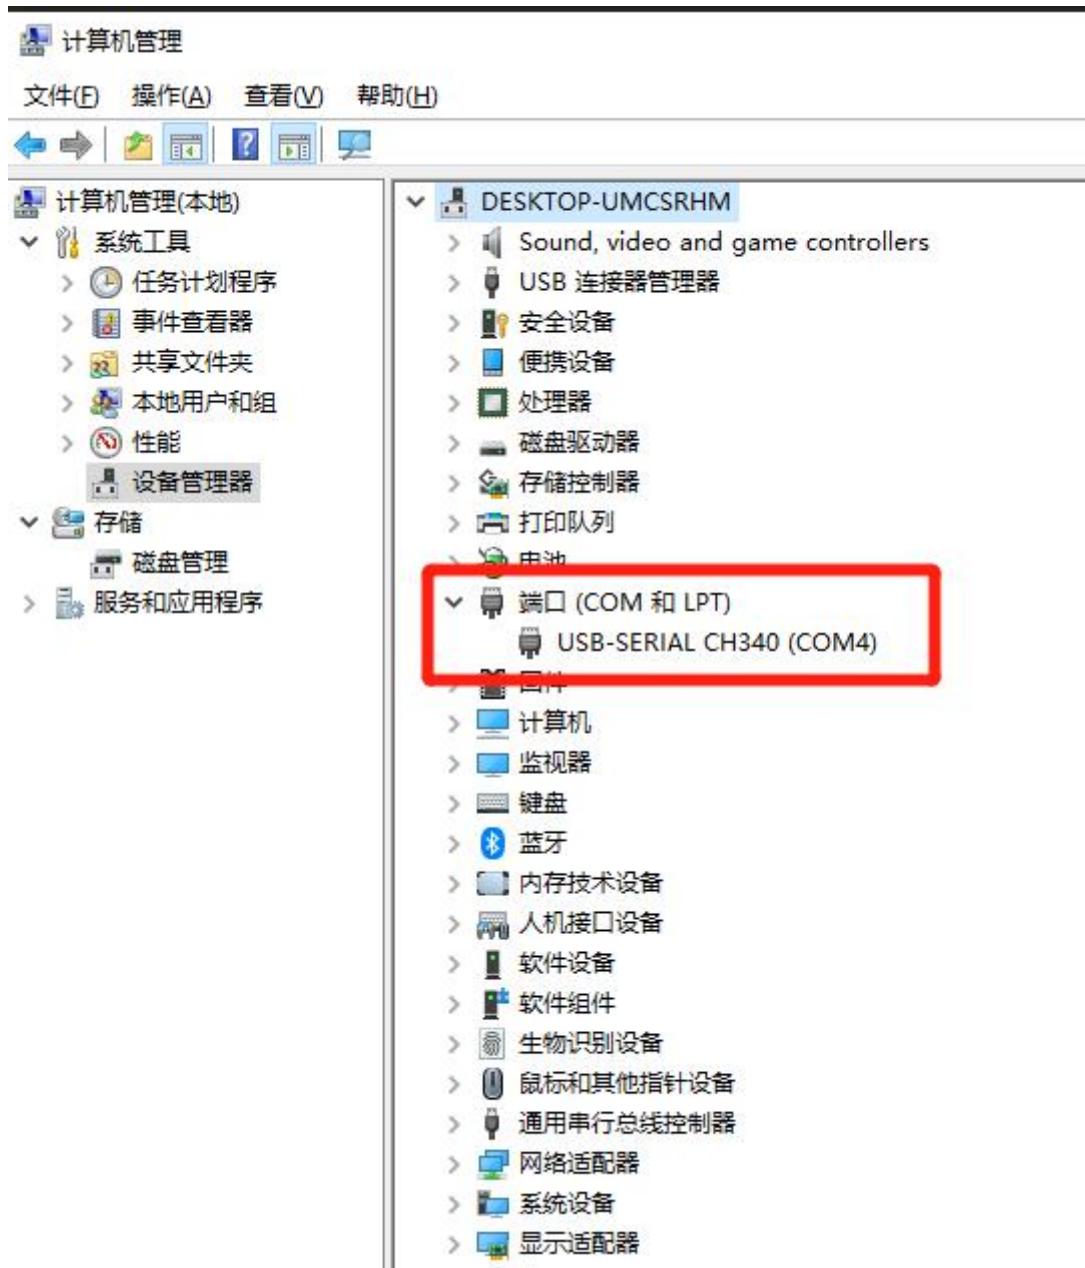 计算机管理
文件(F) 操作(A) 查看(V) 帮助(H)
计算机管理(本地)
系统工具
任务计划程序
事件查看器
共享文件夹
本地用户和组
性能
设备管理器
存储
磁盘管理
服务和应用程序
DESKTOP-UMCSRHM
Sound, video and game controllers
USB 连接器管理器
安全设备
便携设备
处理器
磁盘驱动器
存储控制器
打印队列
电池
端口 (COM 和 LPT)
USB-SERIAL CH340 (COM4)
固件
计算机
监视器
键盘
蓝牙
内存技术设备
人机接口设备
软件设备
软件组件
生物识别设备
鼠标和其他指针设备
通用串行总线控制器
网络适配器
系统设备
显示适配器